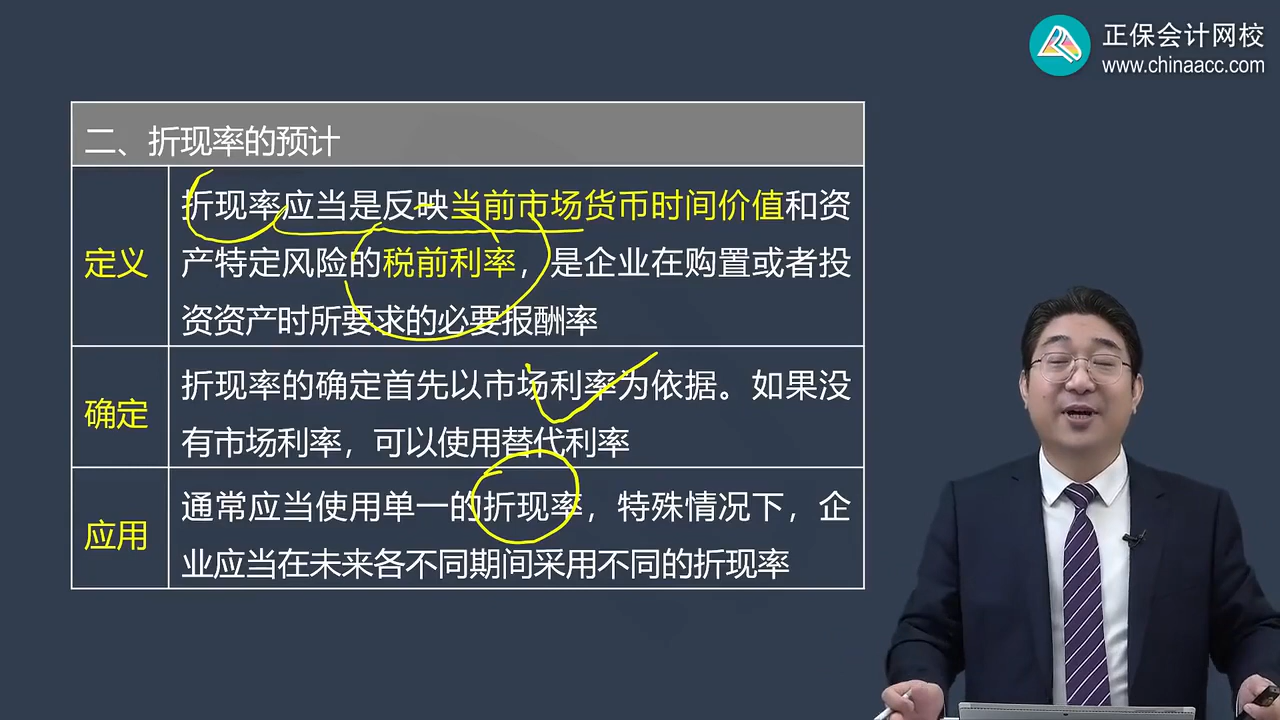 正保会计网校
www.chinaacc.com
二、折现率的预计
定义
折现率应当是反映当前市场货币时间价值和资
产特定风险的税前利率，是企业在购置或者投
资资产时所要求的必要报酬率
确定
折现率的确定首先以市场利率为依据。如果没
有市场利率，可以使用替代利率
应用
通常应当使用单一的折现率，特殊情况下，企
业应当在未来各不同期间采用不同的折现率